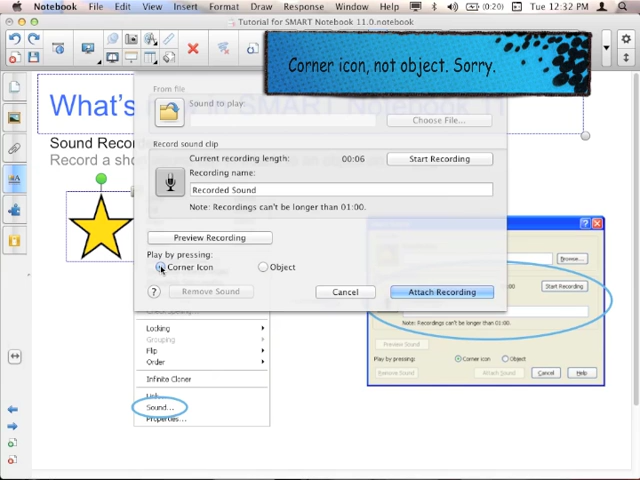 Notebook File Edit View Insert Format Draw Response Window Help (0:20) Tue 12:32 PM
Tutorial for SMART Notebook 11.0.notebook
Corner icon, not object. Sorry.
What's
Sound Recor
Record a sho
From file
Sound to play:
Choose File...
Record sound clip
Current recording length: 00:06 Start Recording
Recording name:
Recorded Sound
Note: Recordings can't be longer than 01:00.
Preview Recording
Play by pressing:
Corner Icon Object
? Remove Sound Cancel Attach Recording
Locking
Grouping
Flip
Order
Infinite Cloner
Link...
Sound...
Properties...
Browse...
Start Recording
Note: Recordings can't be longer than 01:00.
Preview Sound
Play by pressing: Corner icon Object
Remove Sound Attach Sound Cancel Help